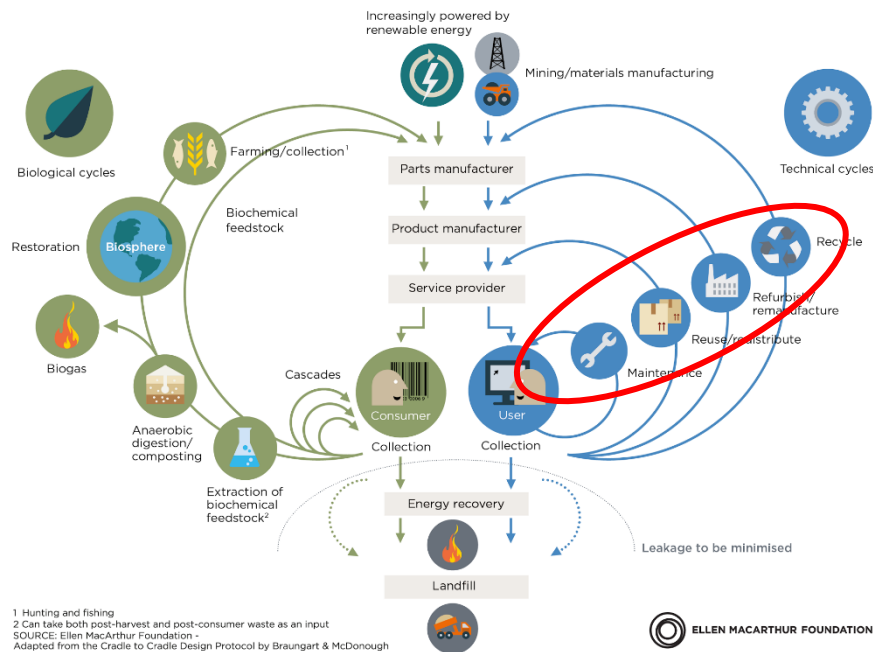 Increasingly powered by
renewable energy
Mining/materials manufacturing
Biological cycles
Technical cycles
Farming/collection¹
Parts manufacturer
Biochemical
feedstock
Product manufacturer
Restoration
Biosphere
Recycle
Service provider
Refurbish/
remanufacture
Reuse/redistribute
Biogas
Maintenance
Cascades
Consumer
User
Anaerobic
digestion/
composting
Collection
Collection
Extraction of
biochemical
feedstock²
Energy recovery
Leakage to be minimised
Landfill
1 Hunting and fishing
2 Can take both post-harvest and post-consumer waste as an input
SOURCE: Ellen MacArthur Foundation -
Adapted from the Cradle to Cradle Design Protocol by Braungart & McDonough
ELLEN MACARTHUR FOUNDATION